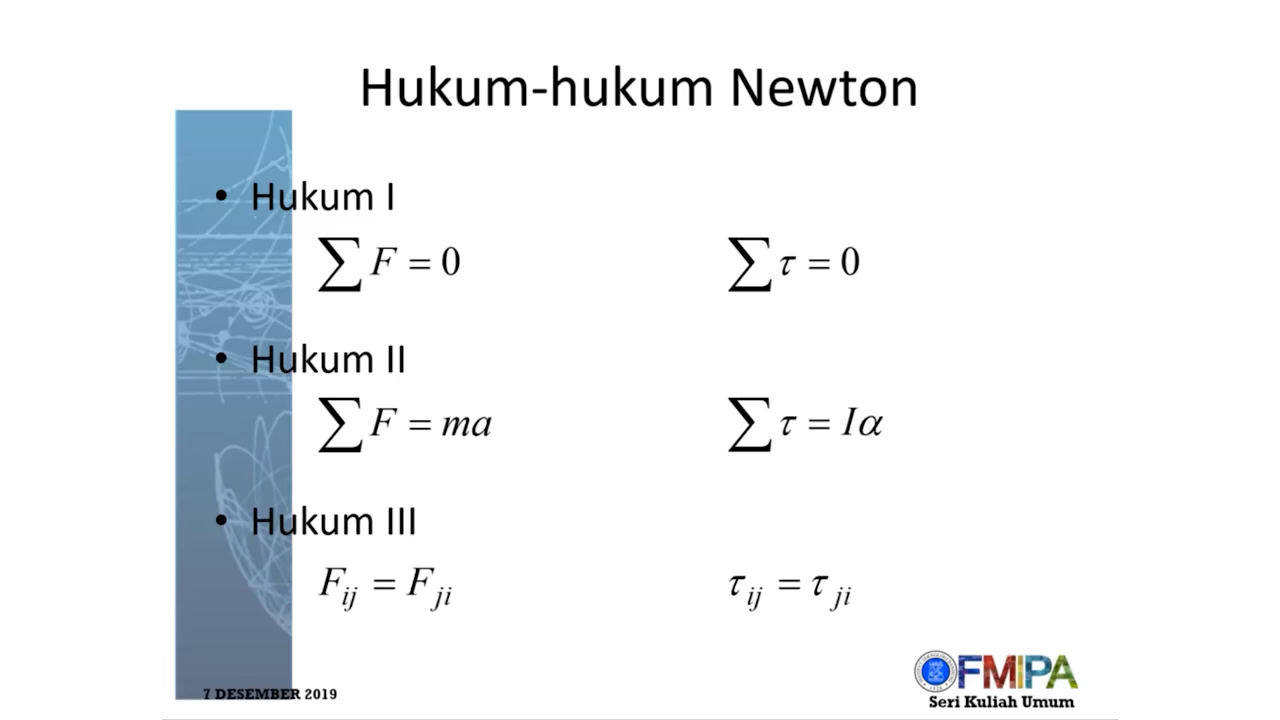 Hukum-hukum Newton
• Hukum I
∑ F = 0 ∑ τ = 0
• Hukum II
∑ F = ma ∑ τ = Iα
• Hukum III
F_ij = F_ji τ_ij = τ_ji
7 DESEMBER 2019
FMIPA
Seri Kuliah Umum